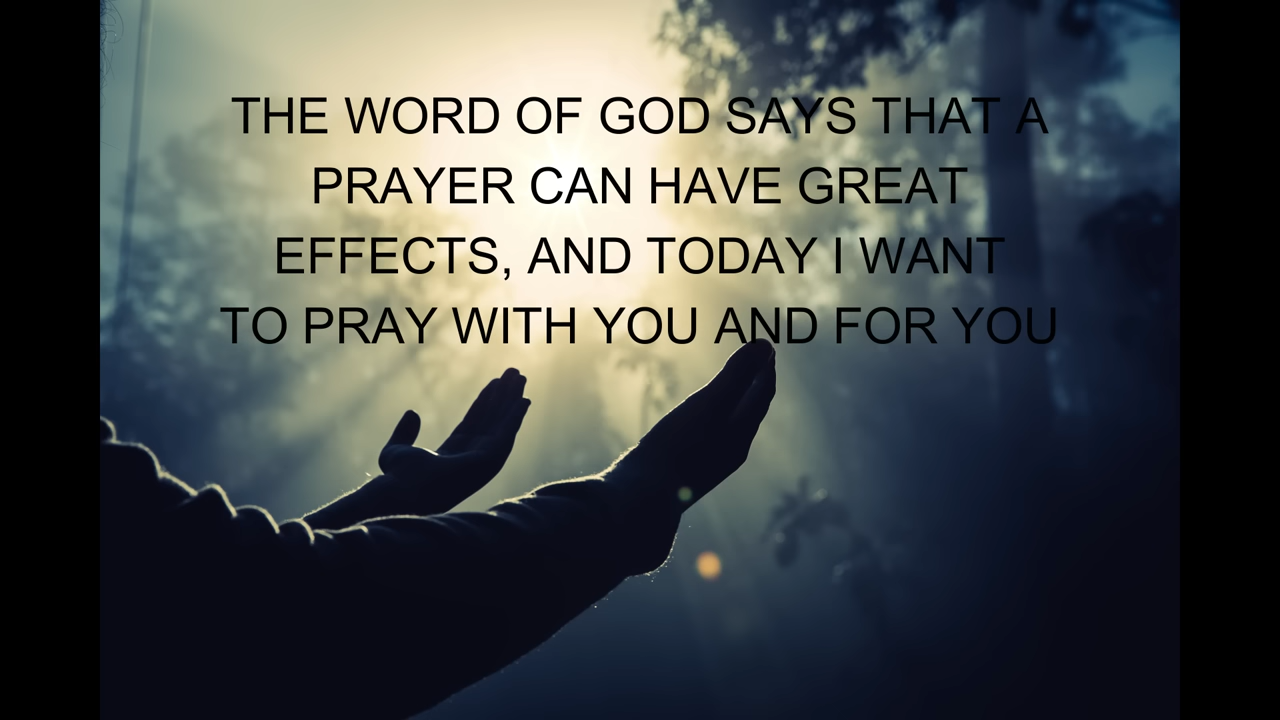 THE WORD OF GOD SAYS THAT A
PRAYER CAN HAVE GREAT
EFFECTS, AND TODAY I WANT
TO PRAY WITH YOU AND FOR YOU